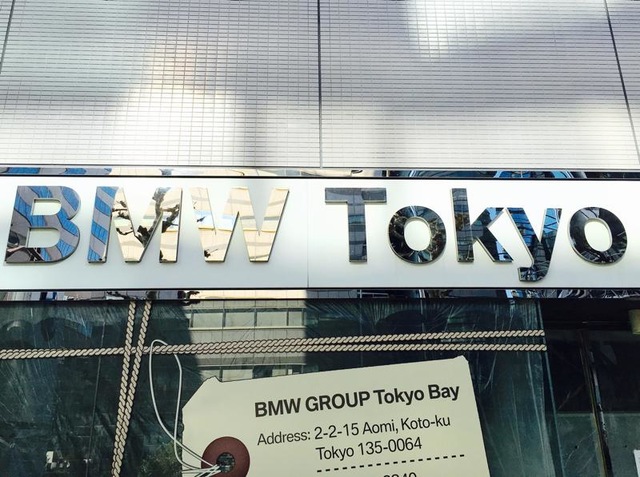 BMW Tokyo
BMW GROUP Tokyo Bay
Address: 2-2-15 Aomi, Koto-ku
Tokyo 135-0064